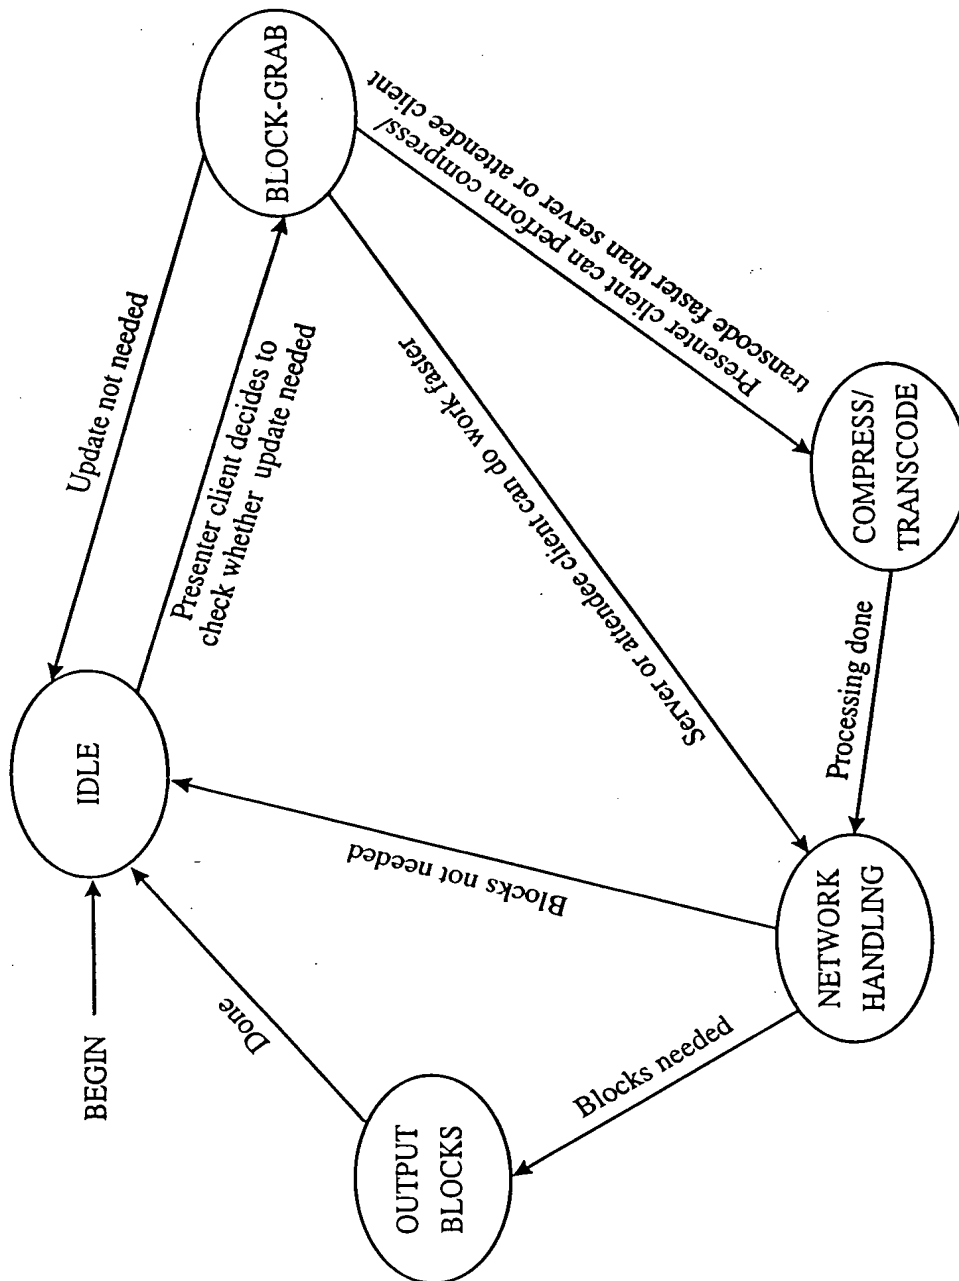 BEGIN
IDLE
Update not needed
Presenter client decides to
check whether update needed
BLOCK-GRAB
Done
Blocks not needed
Server or attendee client can do work faster
Presenter client can perform compress/
transcode faster than server or attendee client
OUTPUT
BLOCKS
Blocks needed
NETWORK
HANDLING
Processing done
COMPRESS/
TRANSCODE